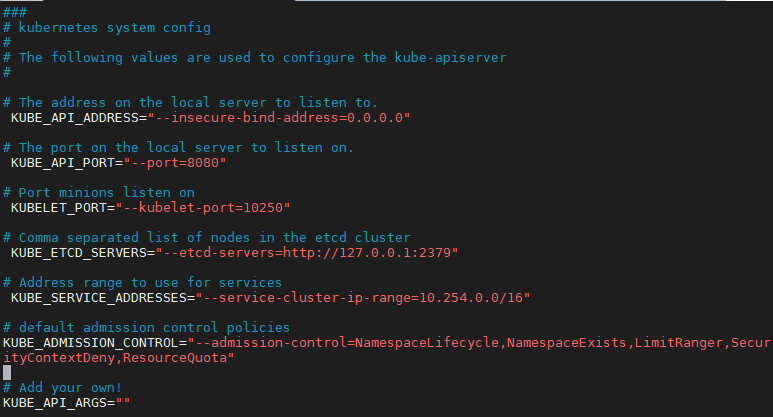 ###
# kubernetes system config
#
# The following values are used to configure the kube-apiserver
#
# The address on the local server to listen to.
KUBE_API_ADDRESS="--insecure-bind-address=0.0.0.0"
# The port on the local server to listen on.
KUBE_API_PORT="--port=8080"
# Port minions listen on
KUBELET_PORT="--kubelet-port=10250"
# Comma separated list of nodes in the etcd cluster
KUBE_ETCD_SERVERS="--etcd-servers=http://127.0.0.1:2379"
# Address range to use for services
KUBE_SERVICE_ADDRESSES="--service-cluster-ip-range=10.254.0.0/16"
# default admission control policies
KUBE_ADMISSION_CONTROL="--admission-control=NamespaceLifecycle,NamespaceExists,LimitRanger,Secur
ityContextDeny,ResourceQuota"
# Add your own!
KUBE_API_ARGS=""